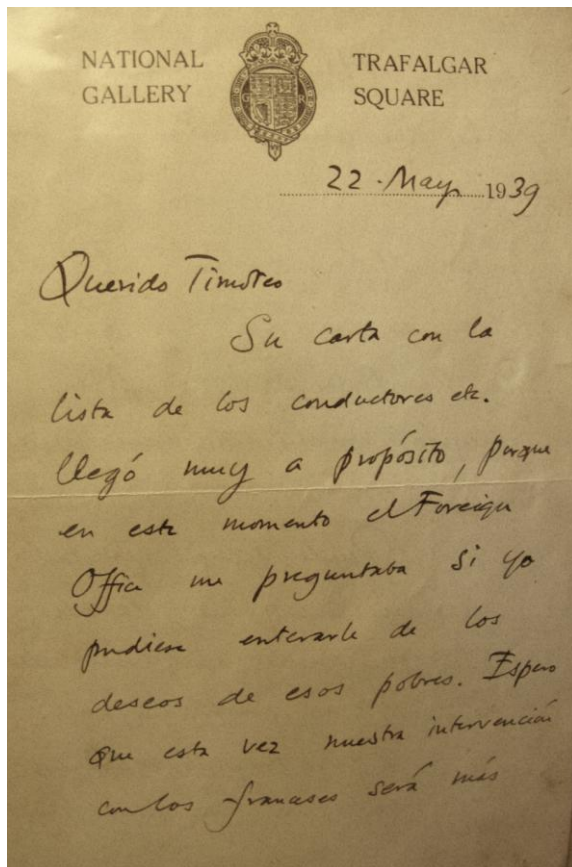 NATIONAL GALLERY
TRAFALGAR SQUARE
G R
22 · May 1939
Querido Timoteo
Su carta con la
lista de los conductores etc.
llegó muy a propósito, porque
en este momento el Foreign
Office me preguntaba si yo
pudiese enterarle de los
deseos de esos pobres. Espero
que esta vez nuestra intervención
con los franceses será más